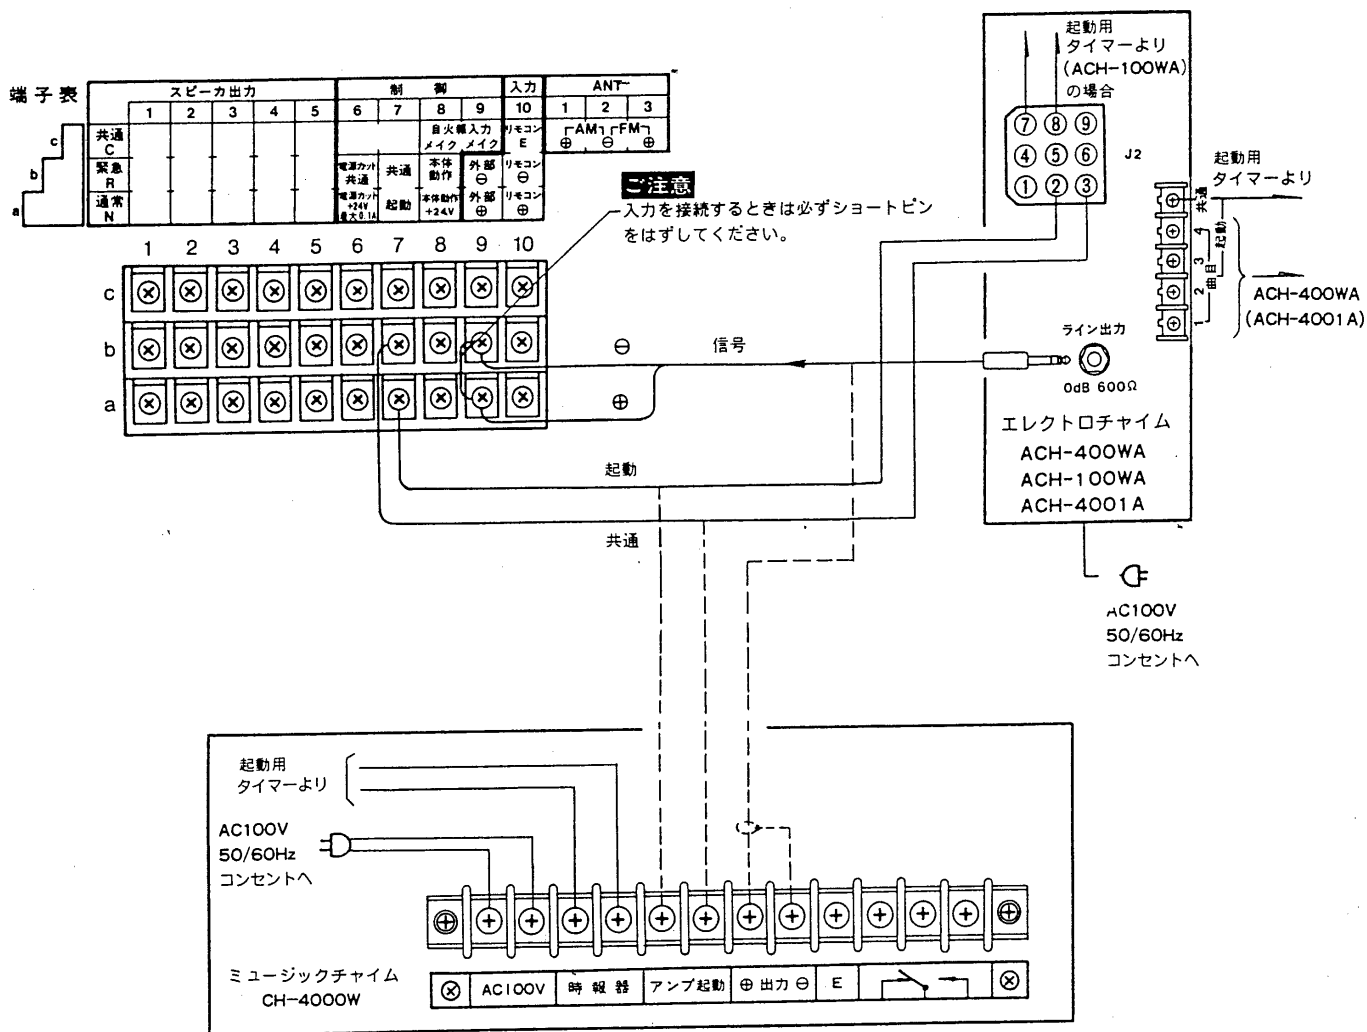 端子表
スピーカ出力 制御 入力 ANT
1 2 3 4 5 6 7 8 9 10 1 2 3
共通
C
自火報入力
メイク メイク
リモコン
E
AM FM
⊕ ⊖ ⊕
緊急
R
電源カット
共通
共通
本体
動作
外部
⊖
リモコン
⊖
通常
N
電源カット
+24V
最大0.1A
起動
本体動作
+24V
外部
⊕
リモコン
⊕
c
b
a
ご注意
入力を接続するときは必ずショートピン
をはずしてください。
1 2 3 4 5 6 7 8 9 10
c
b
a
⊖
⊕
信号
起動
共通
起動用
タイマーより
(ACH-100WA)
の場合
⑦ ⑧ ⑨
④ ⑤ ⑥
① ② ③
J2
起動用
タイマーより
共通
4
3
2
1
曲目
起動
ACH-400WA
(ACH-4001A)
ライン出力
0dB 600Ω
エレクトロチャイム
ACH-400WA
ACH-100WA
ACH-4001A
AC100V
50/60Hz
コンセントへ
起動用
タイマーより
AC100V
50/60Hz
コンセントへ
ミュージックチャイム
CH-4000W
AC100V 時報器 アンプ起動 ⊕ 出力 ⊖ E